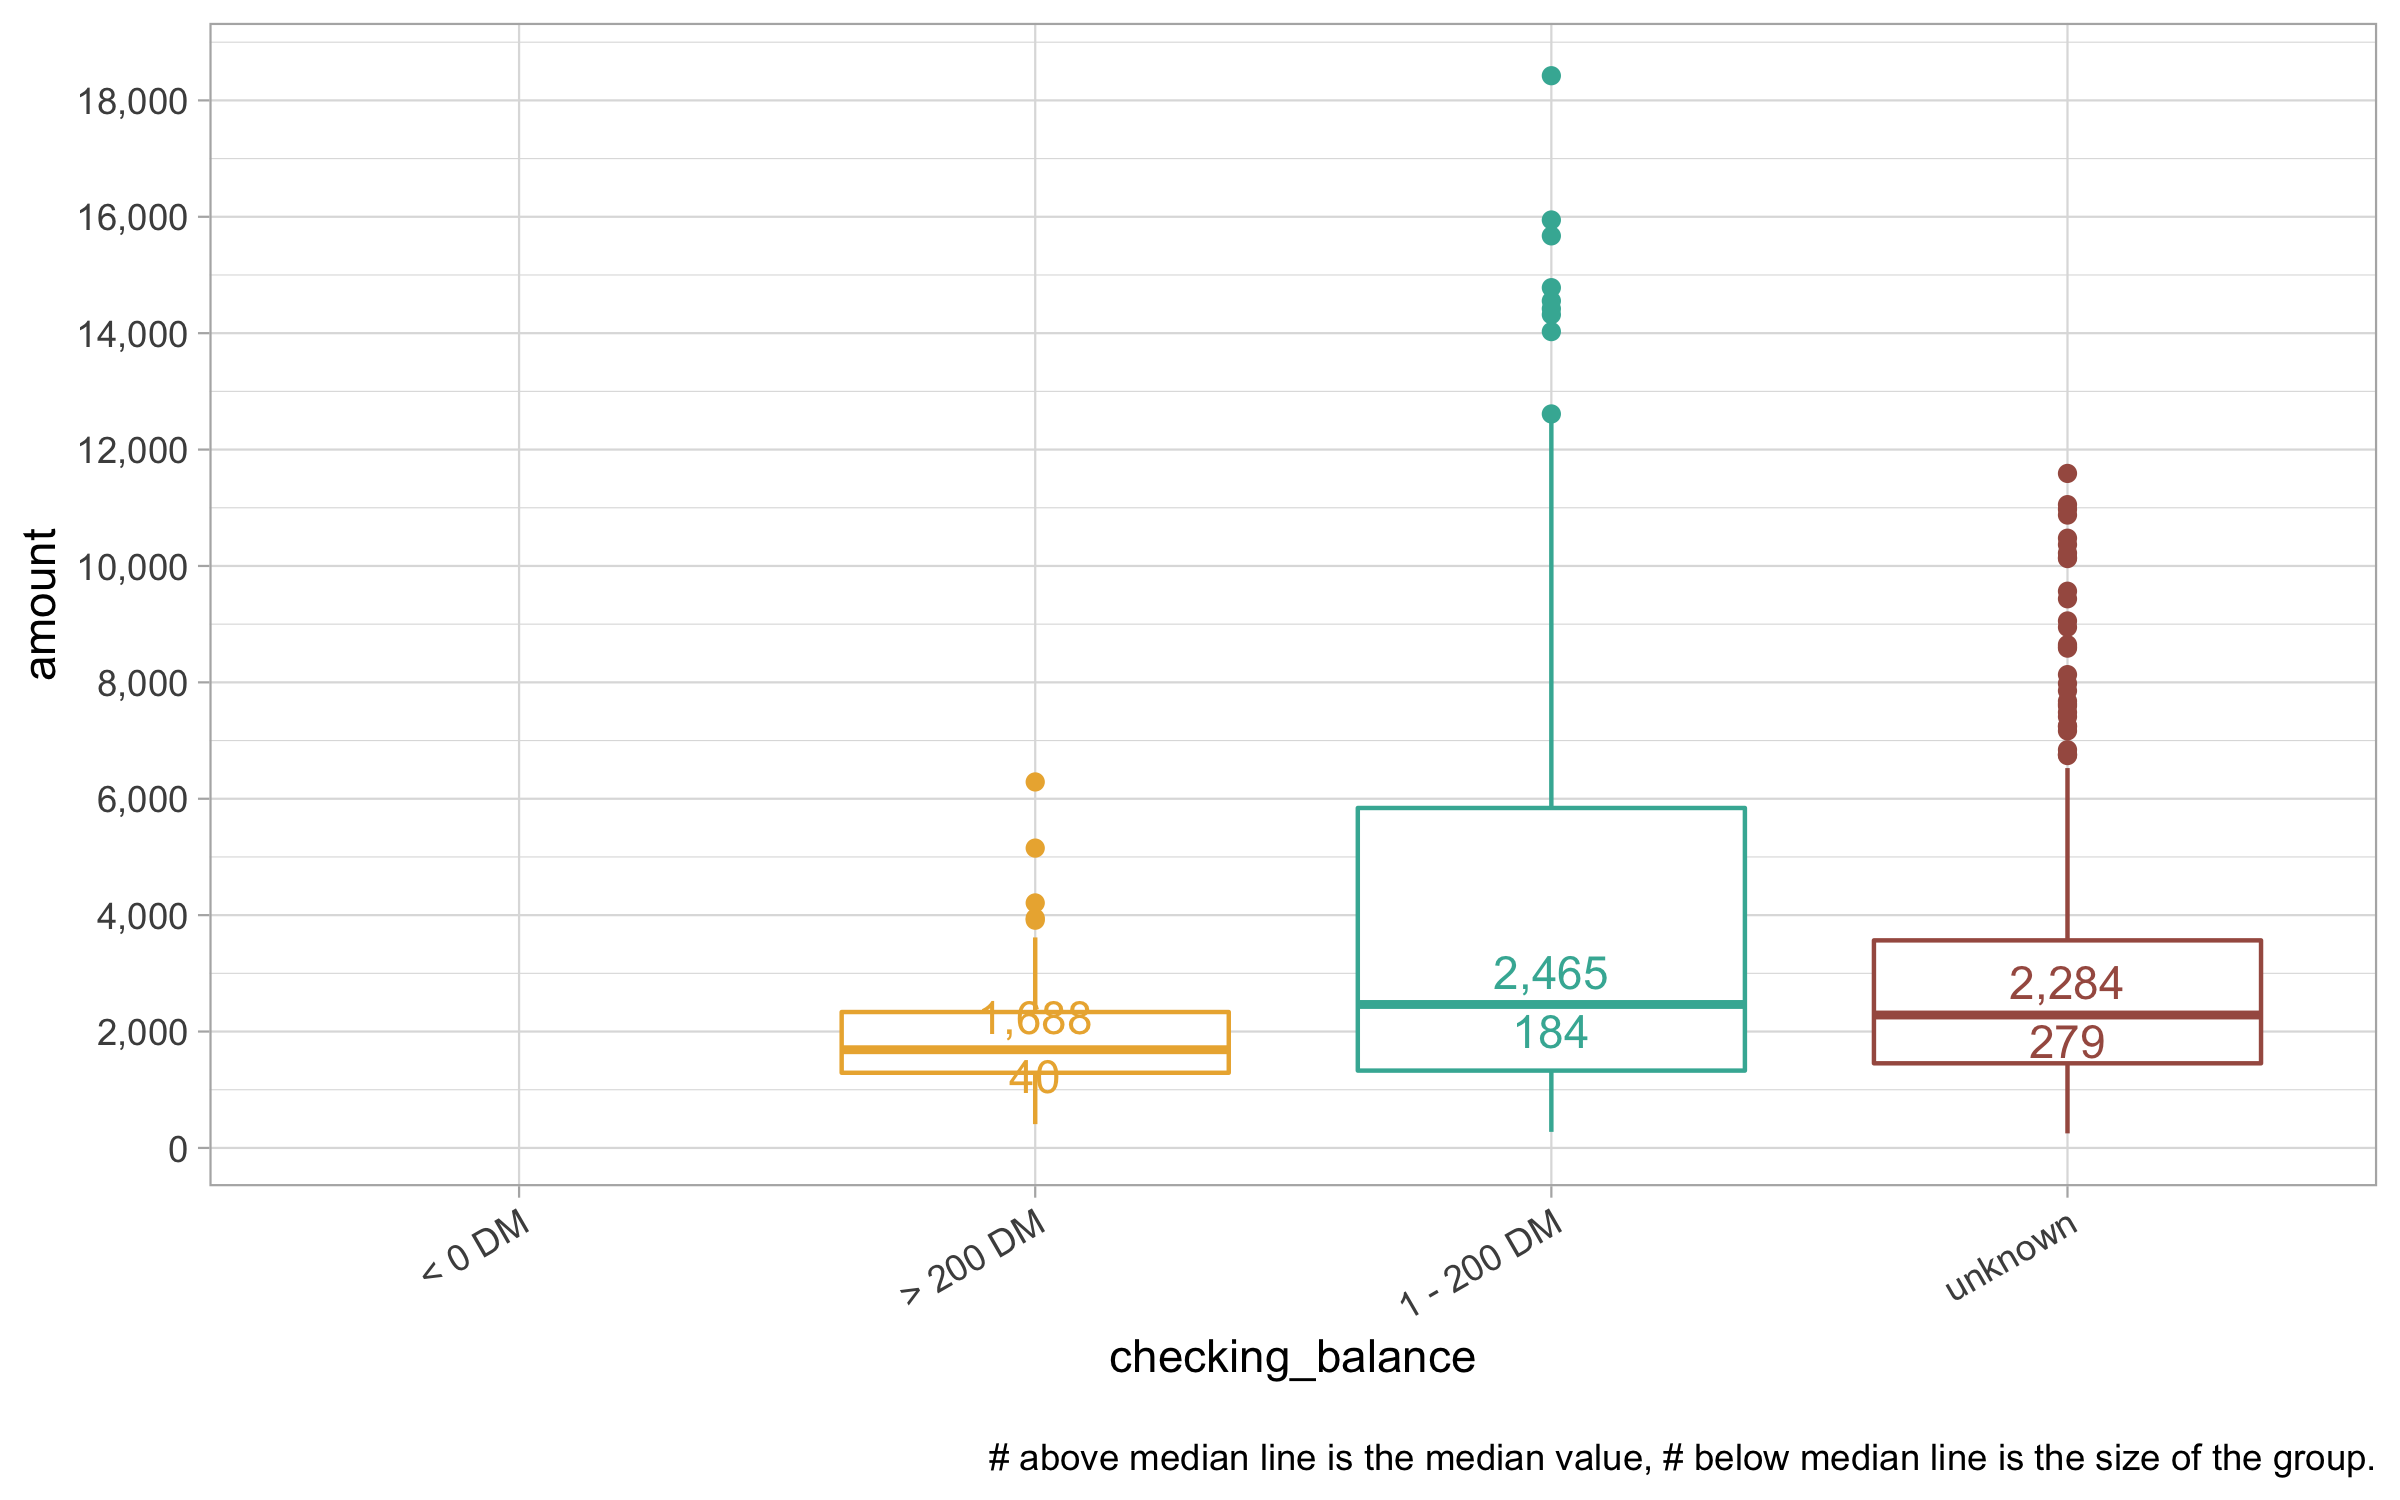 18,000
16,000
14,000
12,000
10,000
8,000
6,000
4,000
2,000
0
amount
2,465
184
2,284
279
1,688
40
< 0 DM
> 200 DM
1 - 200 DM
unknown
checking_balance
# above median line is the median value, # below median line is the size of the group.